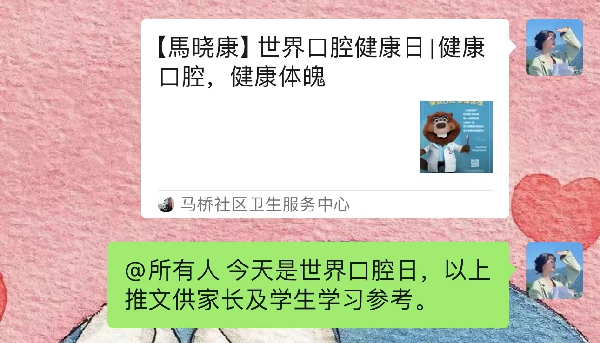 【馬晓康】世界口腔健康日|健康
口腔，健康体魄
马桥社区卫生服务中心
@所有人 今天是世界口腔日，以上
推文供家长及学生学习参考。